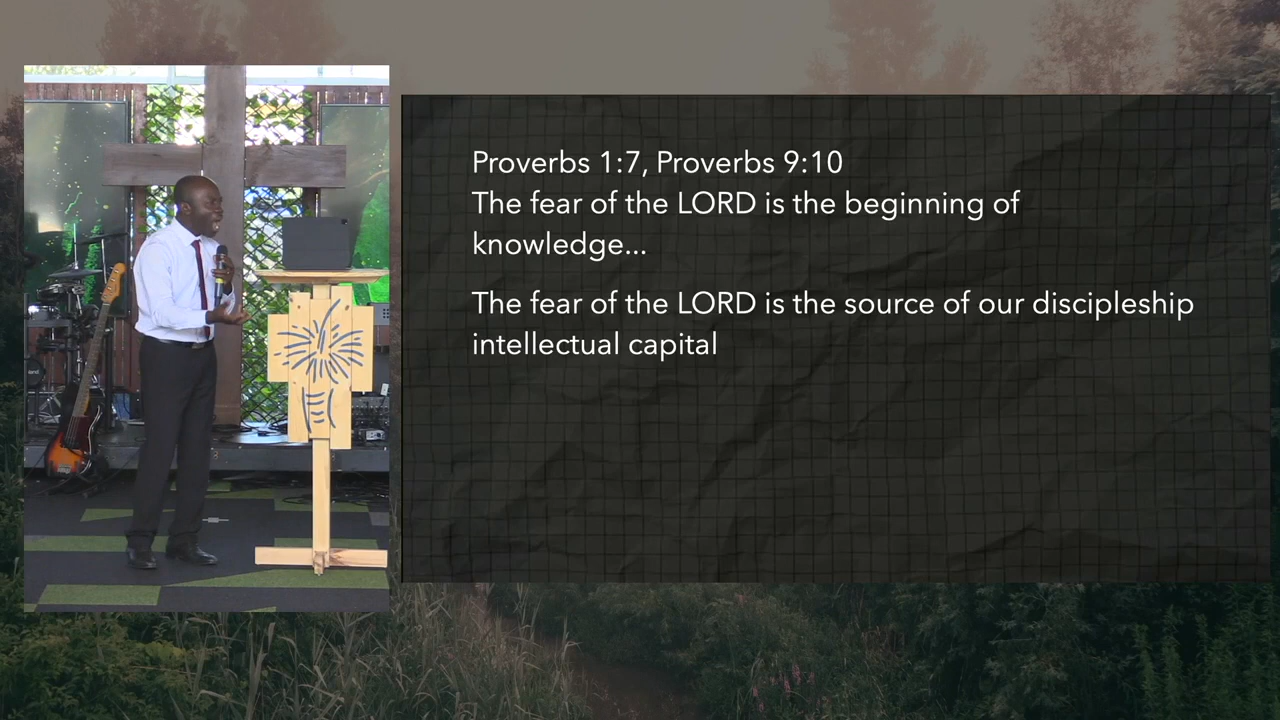 Proverbs 1:7, Proverbs 9:10
The fear of the LORD is the beginning of
knowledge...
The fear of the LORD is the source of our discipleship
intellectual capital